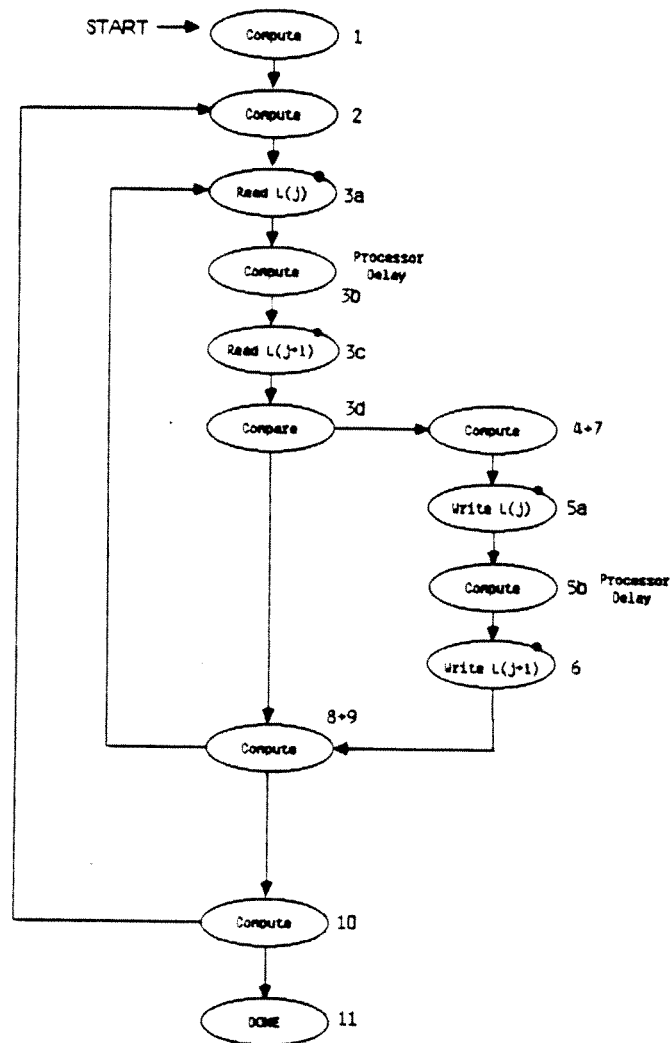 START
Compute 1
Compute 2
Read L(j) 3a
Compute
Processor
Delay
3b
Read L(j+1) 3c
3d
Compare
Compute 4+7
Write L(j) 5a
Compute 5b Processor
Delay
Write L(j+1) 6
8+9
Compute
Compute 10
DONE 11